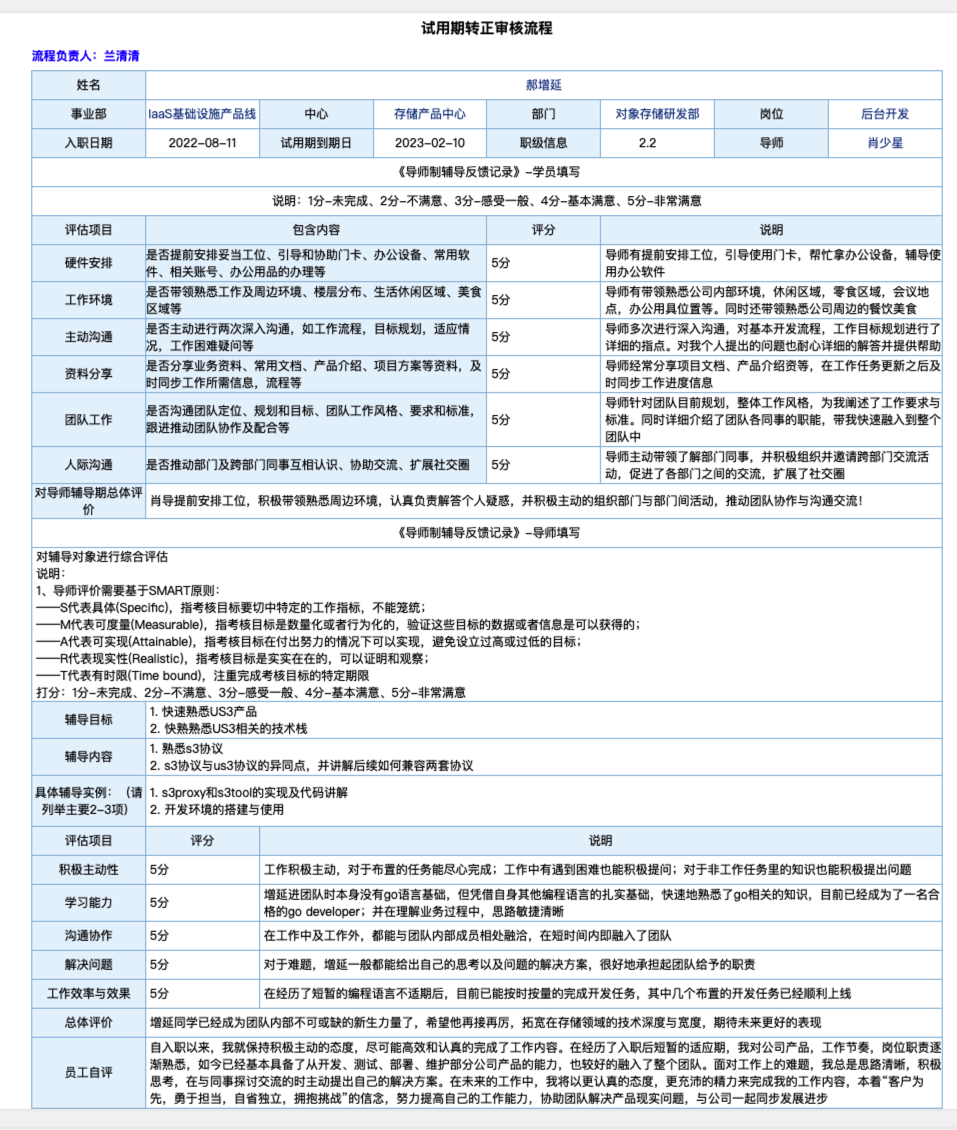 试用期转正审核流程
流程负责人：兰清清
姓名 郝增延
事业部 IaaS基础设施产品线 中心 存储产品中心 部门 对象存储研发部 岗位 后台开发
入职日期 2022-08-11 试用期到期日 2023-02-10 职级信息 2.2 导师 肖少星
《导师制辅导反馈记录》-学员填写
说明：1分-未完成、2分-不满意、3分-感受一般、4分-基本满意、5分-非常满意
评估项目 包含内容 评分 说明
硬件安排 是否提前安排妥当工位、引导和协助门卡、办公设备、常用软件、相关账号、办公用品的办理等 5分 导师有提前安排工位，引导使用门卡，帮忙拿办公设备，辅导使用办公软件
工作环境 是否带领熟悉工作及周边环境、楼层分布、生活休闲区域、美食区域等 5分 导师有带领熟悉公司内部环境，休闲区域，零食区域，会议地点，办公用具位置等。同时还带领熟悉公司周边的餐饮美食
主动沟通 是否主动进行两次深入沟通，如工作流程，目标规划，适应情况，工作困难疑问等 5分 导师多次进行深入沟通，对基本开发流程，工作目标规划进行了详细的指点。对我个人提出的问题也耐心详细的解答并提供帮助
资料分享 是否分享业务资料、常用文档、产品介绍、项目方案等资料，及时同步工作所需信息，流程等 5分 导师经常分享项目文档、产品介绍资等，在工作任务更新之后及时同步工作进度信息
团队工作 是否沟通团队定位、规划和目标、团队工作风格、要求和标准，跟进推动团队协作及配合等 5分 导师针对团队目前规划，整体工作风格，为我阐述了工作要求与标准。同时详细介绍了团队各同事的职能，带我快速融入到整个团队中
人际沟通 是否推动部门及跨部门同事互相认识、协助交流、扩展社交圈 5分 导师主动带领了解部门同事，并积极组织并邀请跨部门交流活动，促进了各部门之间的交流，扩展了社交圈
对导师辅导期总体评价 肖导提前安排工位，积极带领熟悉周边环境，认真负责解答个人疑惑，并积极主动的组织部门与部门间活动，推动团队协作与沟通交流！
《导师制辅导反馈记录》-导师填写
对辅导对象进行综合评估
说明：
1、导师评价需要基于SMART原则：
——S代表具体(Specific)，指考核目标要切中特定的工作指标，不能笼统；
——M代表可度量(Measurable)，指考核目标是数量化或者行为化的，验证这些目标的数据或者信息是可以获得的；
——A代表可实现(Attainable)，指考核目标在付出努力的情况下可以实现，避免设立过高或过低的目标；
——R代表现实性(Realistic)，指考核目标是实实在在的，可以证明和观察；
——T代表有时限(Time bound)，注重完成考核目标的特定期限
打分：1分-未完成、2分-不满意、3分-感受一般、4分-基本满意、5分-非常满意
辅导目标 1. 快速熟悉US3产品
2. 快熟熟悉US3相关的技术栈
辅导内容 1. 熟悉s3协议
2. s3协议与us3协议的异同点，并讲解后续如何兼容两套协议
具体辅导实例：（请列举主要2-3项） 1. s3proxy和s3tool的实现及代码讲解
2. 开发环境的搭建与使用
评估项目 评分 说明
积极主动性 5分 工作积极主动，对于布置的任务能尽心完成；工作中有遇到困难也能积极提问；对于非工作任务里的知识也能积极提出问题
学习能力 5分 增延进团队时本身没有go语言基础，但凭借自身其他编程语言的扎实基础，快速地熟悉了go相关的知识，目前已经成为了一名合格的go developer；并在理解业务过程中，思路敏捷清晰
沟通协作 5分 在工作中及工作外，都能与团队内部成员相处融洽，在短时间内即融入了团队
解决问题 5分 对于难题，增延一般都能给出自己的思考以及问题的解决方案，很好地承担起团队给予的职责
工作效率与效果 5分 在经历了短暂的编程语言不适期后，目前已能按时按量的完成开发任务，其中几个布置的开发任务已经顺利上线
总体评价 增延同学已经成为团队内部不可或缺的新生力量了，希望他再接再厉，拓宽在存储领域的技术深度与宽度，期待未来更好的表现
员工自评 自入职以来，我就保持积极主动的态度，尽可能高效和认真的完成了工作内容。在经历了入职后短暂的适应期，我对公司产品，工作节奏，岗位职责逐渐熟悉，如今已经基本具备了从开发、测试、部署、维护部分公司产品的能力，也较好的融入了整个团队。面对工作上的难题，我总是思路清晰，积极思考，在与同事探讨交流的时主动提出自己的解决方案。在未来的工作中，我将以更认真的态度，更充沛的精力来完成我的工作内容，本着“客户为先，勇于担当，自省独立，拥抱挑战”的信念，努力提高自己的工作能力，协助团队解决产品现实问题，与公司一起同步发展进步